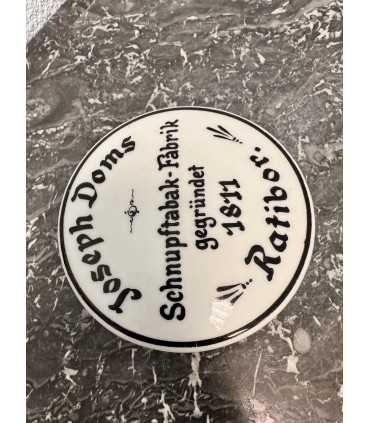 Joseph Doms
Schnupftabak-Fabrik
gegründet
1811
Ratibor.